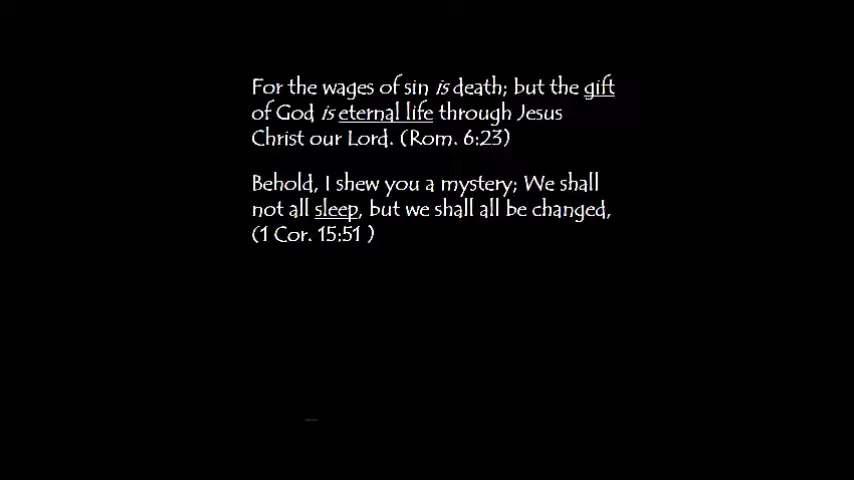 For the wages of sin is death; but the gift
of God is eternal life through Jesus
Christ our Lord. (Rom. 6:23)
Behold, I shew you a mystery; We shall
not all sleep, but we shall all be changed,
(1 Cor. 15:51 )